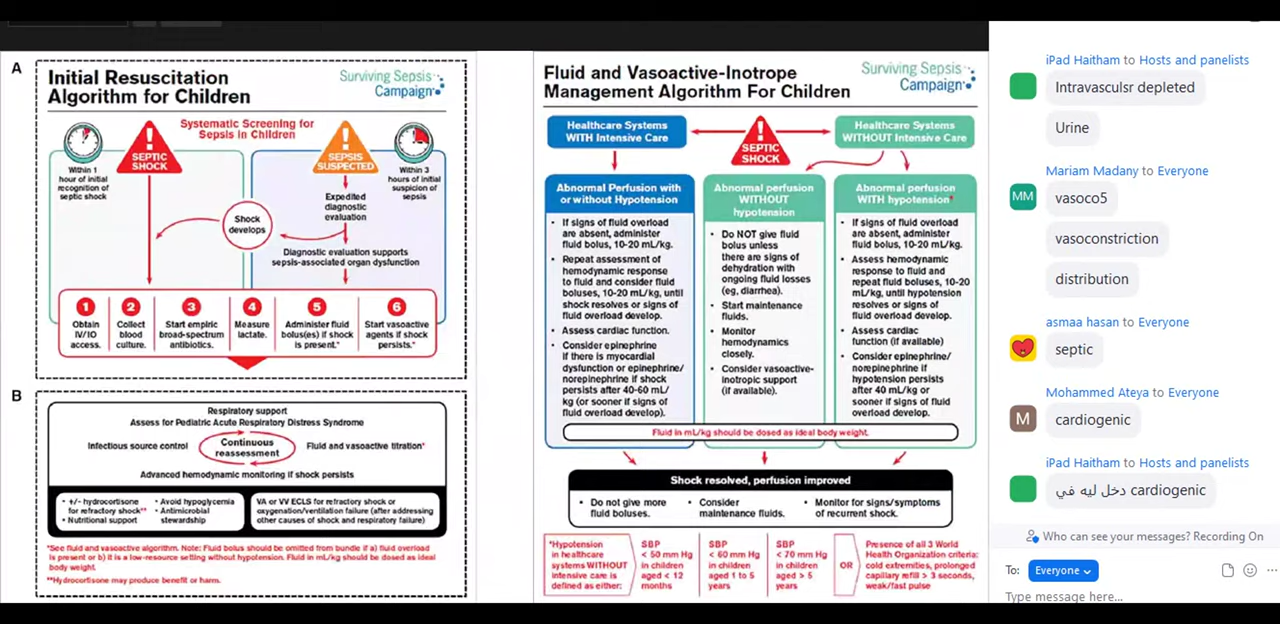 A
Initial Resuscitation
Algorithm for Children
Surviving Sepsis
Campaign
Systematic Screening for
Sepsis in Children
Within 1
hour of initial
recognition of
septic shock
!
SEPTIC
SHOCK
!
SEPSIS
SUSPECTED
Within 3
hours of initial
suspicion of
sepsis
Expedited
diagnostic
evaluation
Shock
develops
Diagnostic evaluation supports
sepsis-associated organ dysfunction
1
Obtain
IV/IO
access.
2
Collect
blood
culture.
3
Start empiric
broad-spectrum
antibiotics.
4
Measure
lactate.
5
Administer fluid
bolus(es) if shock
is present.*
6
Start vasoactive
agents if shock
persists.*
B
Respiratory support
Assess for Pediatric Acute Respiratory Distress Syndrome
Infectious source control
Continuous
reassessment
Fluid and vasoactive titration*
Advanced hemodynamic monitoring if shock persists
• +/- hydrocortisone
for refractory shock**
• Nutritional support
• Avoid hypoglycemia
• Antimicrobial
stewardship
VA or VV ECLS for refractory shock or
oxygenation/ventilation failure (after addressing
other causes of shock and respiratory failure)
*See fluid and vasoactive algorithm. Note: Fluid bolus should be omitted from bundle if a) fluid overload
is present or b) it is a low-resource setting without hypotension. Fluid in mL/kg should be dosed as ideal
body weight.
**Hydrocortisone may produce benefit or harm.
Fluid and Vasoactive-Inotrope
Management Algorithm For Children
Surviving Sepsis
Campaign
Healthcare Systems
WITH Intensive Care
!
SEPTIC
SHOCK
Healthcare Systems
WITHOUT Intensive Care
Abnormal Perfusion with
or without Hypotension
• If signs of fluid overload
are absent, administer
fluid bolus, 10-20 mL/kg.
• Repeat assessment of
hemodynamic response
to fluid and consider fluid
boluses, 10-20 mL/kg, until
shock resolves or signs of
fluid overload develop.
• Assess cardiac function.
• Consider epinephrine
if there is myocardial
dysfunction or epinephrine/
norepinephrine if shock
persists after 40-60 mL/
kg (or sooner if signs of
fluid overload develop).
Abnormal perfusion
WITHOUT
hypotension
• Do NOT give fluid
bolus unless
there are signs of
dehydration with
ongoing fluid losses
(eg, diarrhea).
• Start maintenance
fluids.
• Monitor
hemodynamics
closely.
• Consider vasoactive-
inotropic support
(if available).
Abnormal perfusion
WITH hypotension*
• If signs of fluid overload
are absent, administer
fluid bolus, 10-20 mL/kg.
• Assess hemodynamic
response to fluid and
repeat fluid boluses, 10-20
mL/kg, until hypotension
resolves or signs of fluid
overload develop.
• Assess cardiac
function (if available)
• Consider epinephrine/
norepinephrine if
hypotension persists
after 40 mL/kg or
sooner if signs of fluid
overload develop.
Fluid in mL/kg should be dosed as ideal body weight.
Shock resolved, perfusion improved
• Do not give more
fluid boluses.
• Consider
maintenance fluids.
• Monitor for signs/symptoms
of recurrent shock.
*Hypotension
in healthcare
systems WITHOUT
intensive care is
defined as either:
SBP
< 50 mm Hg
in children
aged < 12
months
SBP
< 60 mm Hg
in children
aged 1 to 5
years
SBP
< 70 mm Hg
in children
aged > 5
years
OR
Presence of all 3 World
Health Organization criteria:
cold extremities, prolonged
capillary refill > 3 seconds,
weak/fast pulse
iPad Haitham to Hosts and panelists
Intravasculsr depleted
Urine
Mariam Madany to Everyone
MM
vasoco5
vasoconstriction
distribution
asmaa hasan to Everyone
septic
Mohammed Ateya to Everyone
M
cardiogenic
iPad Haitham to Hosts and panelists
دخل ليه في cardiogenic
Who can see your messages? Recording On
To: Everyone
Type message here...